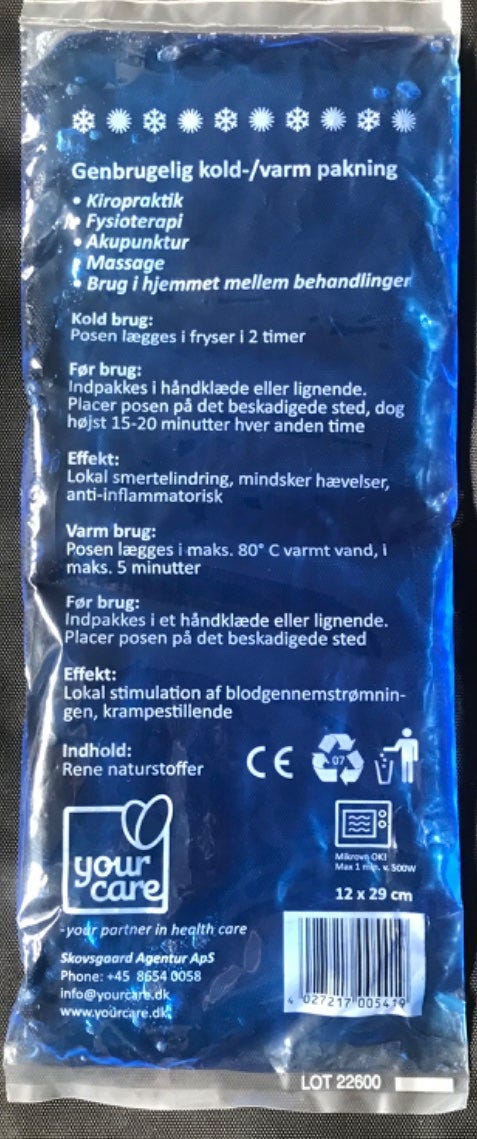 Genbrugelig kold-/varm pakning
• Kiropraktik
• Fysioterapi
• Akupunktur
• Massage
• Brug i hjemmet mellem behandlinger
Kold brug:
Posen lægges i fryser i 2 timer
Før brug:
Indpakkes i håndklæde eller lignende.
Placer posen på det beskadigede sted, dog
højst 15-20 minutter hver anden time
Effekt:
Lokal smertelindring, mindsker hævelser,
anti-inflammatorisk
Varm brug:
Posen lægges i maks. 80° C varmt vand, i
maks. 5 minutter
Før brug:
Indpakkes i et håndklæde eller lignende.
Placer posen på det beskadigede sted
Effekt:
Lokal stimulation af blodgennemstrømnin-
gen, krampestillende
Indhold:
Rene naturstoffer
CE
07
your
care
Mikrovn OK!
Max 1 min. v. 500W
12 x 29 cm
-your partner in health care
Skovsgaard Agentur ApS
Phone: +45 8654 0058
info@yourcare.dk
www.yourcare.dk
4 027217 005419
LOT 22600